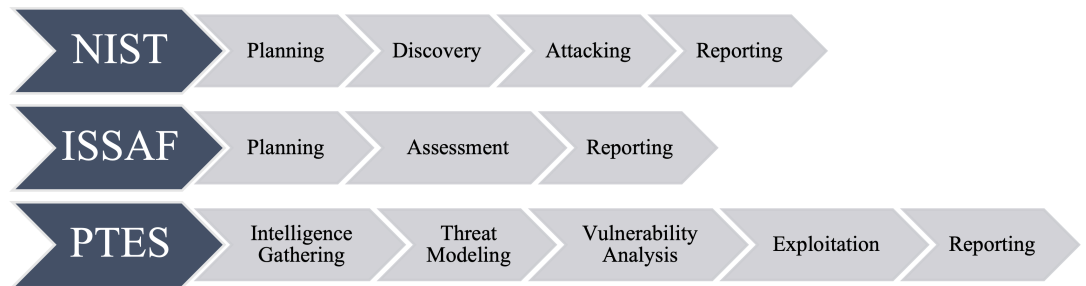 NIST Planning Discovery Attacking Reporting
ISSAF Planning Assessment Reporting
PTES Intelligence Gathering Threat Modeling Vulnerability Analysis Exploitation Reporting